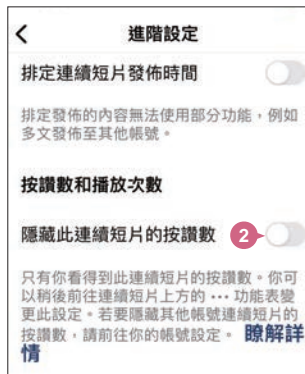 進階設定
排定連續短片發佈時間
排定發佈的內容無法使用部分功能，例如
多文發佈至其他帳號。
按讚數和播放次數
隱藏此連續短片的按讚數 2
只有你看得到此連續短片的按讚數。你可
以稍後前往連續短片上方的 ••• 功能表變
更此設定。若要隱藏其他帳號連續短片的
按讚數，請前往你的帳號設定。 瞭解詳
情